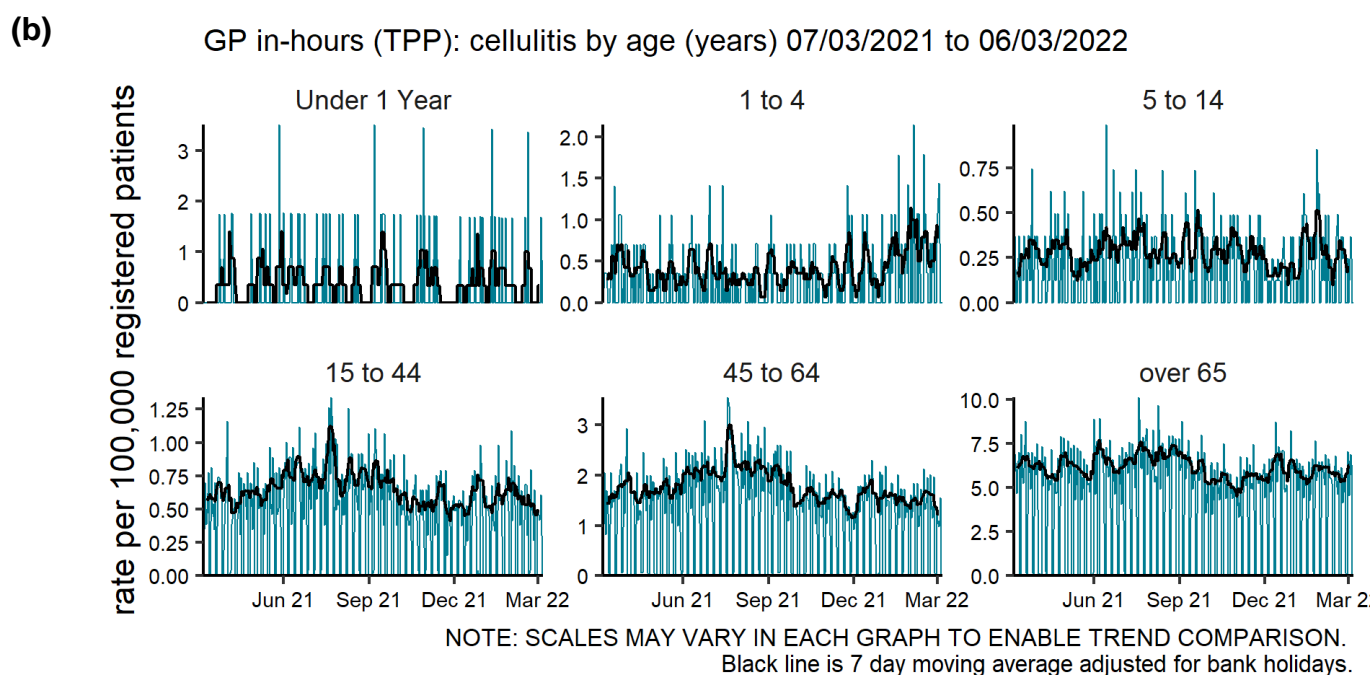 (b)
GP in-hours (TPP): cellulitis by age (years) 07/03/2021 to 06/03/2022
rate per 100,000 registered patients
Under 1 Year
3
2
1
0
1 to 4
2.0
1.5
1.0
0.5
0.0
5 to 14
0.75
0.50
0.25
0.00
15 to 44
1.25
1.00
0.75
0.50
0.25
0.00
Jun 21 Sep 21 Dec 21 Mar 22
45 to 64
3
2
1
0
Jun 21 Sep 21 Dec 21 Mar 22
over 65
10.0
7.5
5.0
2.5
0.0
Jun 21 Sep 21 Dec 21 Mar 2
NOTE: SCALES MAY VARY IN EACH GRAPH TO ENABLE TREND COMPARISON.
Black line is 7 day moving average adjusted for bank holidays.